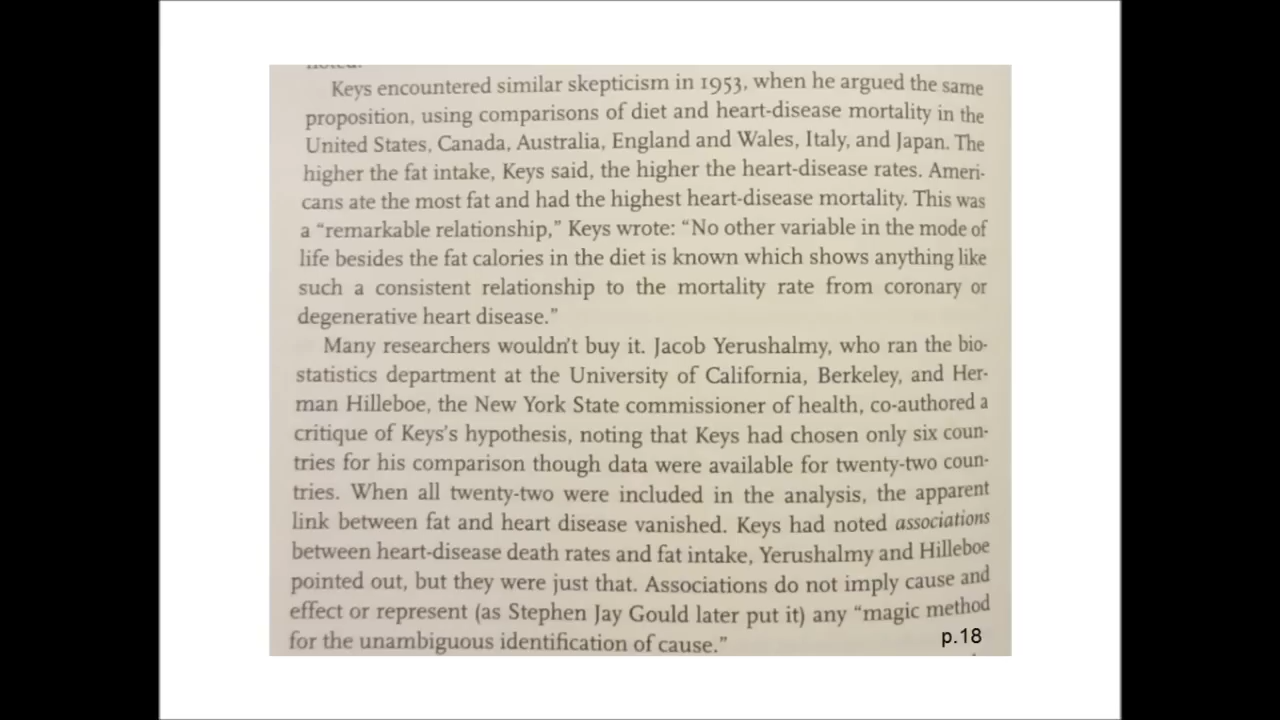 noted.
Keys encountered similar skepticism in 1953, when he argued the same
proposition, using comparisons of diet and heart-disease mortality in the
United States, Canada, Australia, England and Wales, Italy, and Japan. The
higher the fat intake, Keys said, the higher the heart-disease rates. Ameri-
cans ate the most fat and had the highest heart-disease mortality. This was
a “remarkable relationship,” Keys wrote: “No other variable in the mode of
life besides the fat calories in the diet is known which shows anything like
such a consistent relationship to the mortality rate from coronary or
degenerative heart disease.”
Many researchers wouldn’t buy it. Jacob Yerushalmy, who ran the bio-
statistics department at the University of California, Berkeley, and Her-
man Hilleboe, the New York State commissioner of health, co-authored a
critique of Keys’s hypothesis, noting that Keys had chosen only six coun-
tries for his comparison though data were available for twenty-two coun-
tries. When all twenty-two were included in the analysis, the apparent
link between fat and heart disease vanished. Keys had noted associations
between heart-disease death rates and fat intake, Yerushalmy and Hilleboe
pointed out, but they were just that. Associations do not imply cause and
effect or represent (as Stephen Jay Gould later put it) any “magic method
for the unambiguous identification of cause.”
p.18